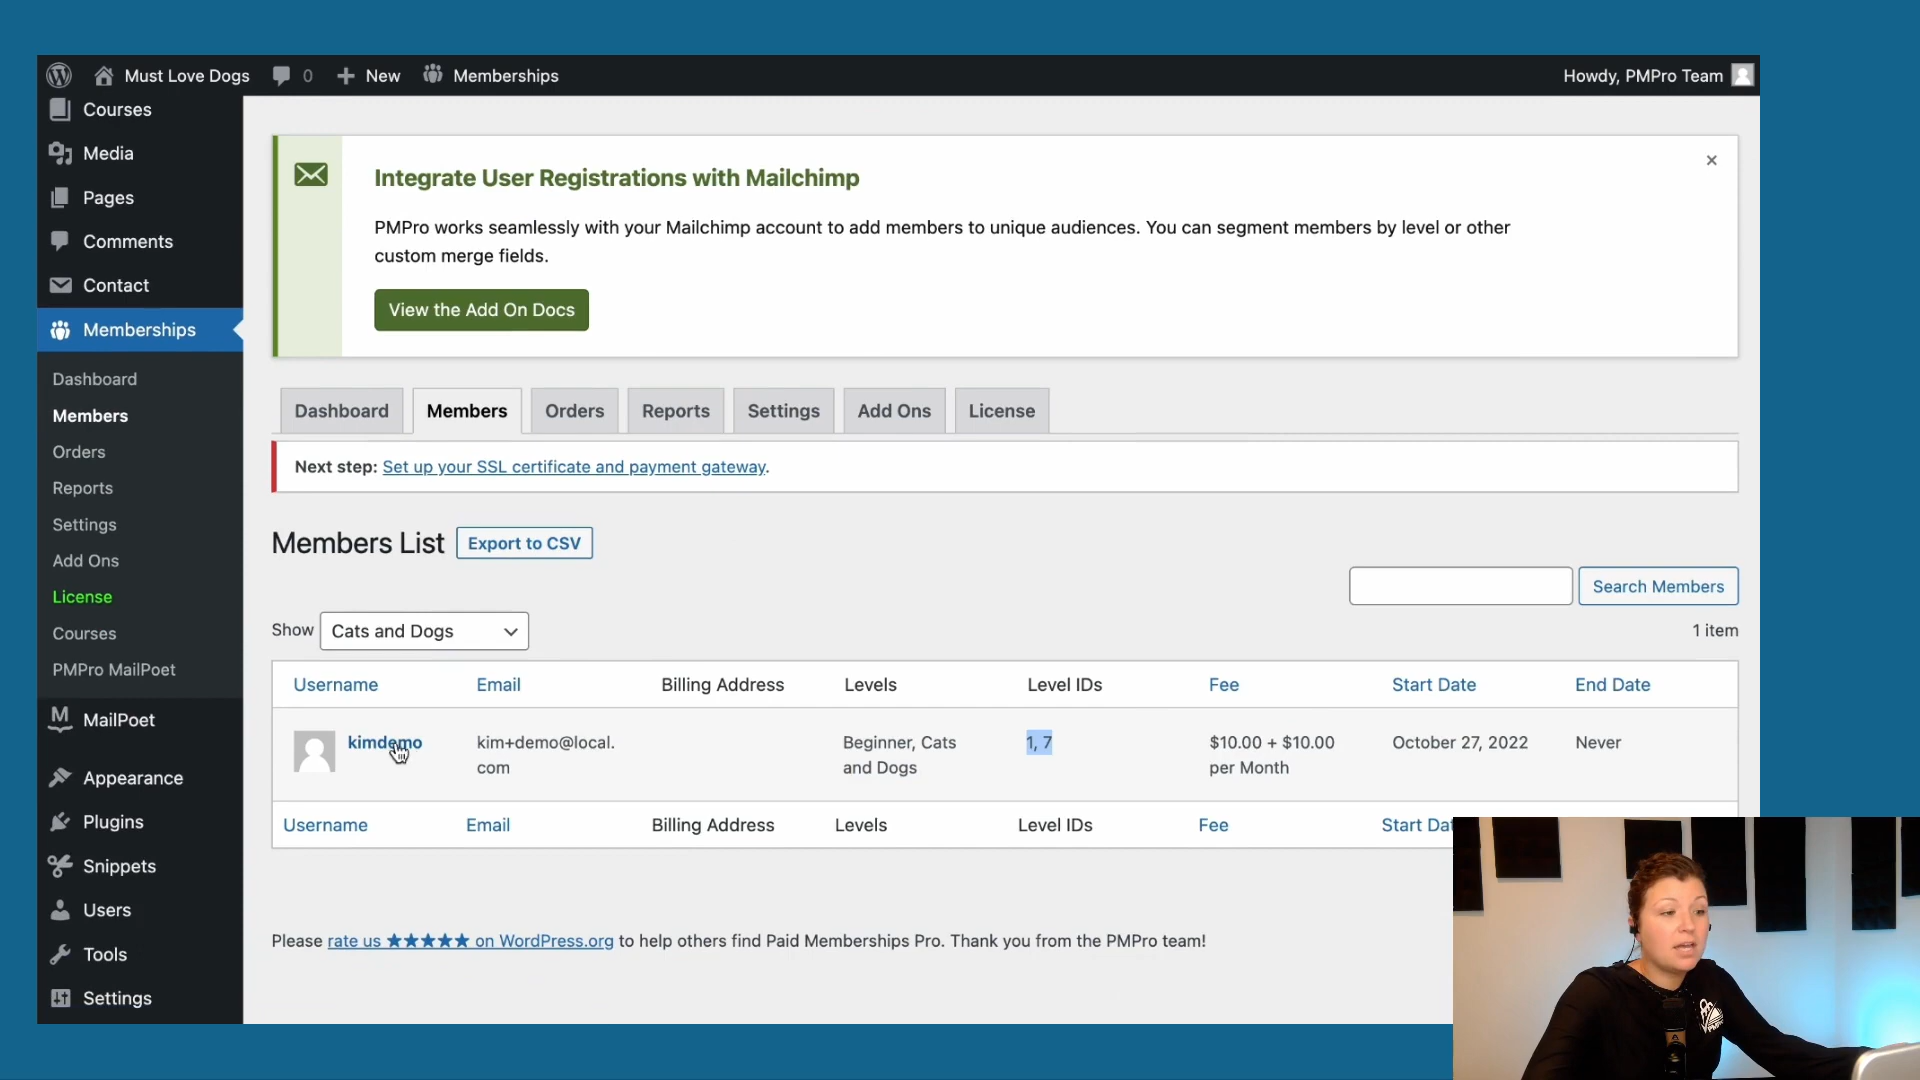 Must Love Dogs 0 New Memberships Howdy, PMPro Team
Courses
Media
Pages
Comments
Contact
Memberships
Dashboard
Members
Orders
Reports
Settings
Add Ons
License
Courses
PMPro MailPoet
MailPoet
Appearance
Plugins
Snippets
Users
Tools
Settings
Integrate User Registrations with Mailchimp
×
PMPro works seamlessly with your Mailchimp account to add members to unique audiences. You can segment members by level or other
custom merge fields.
View the Add On Docs
Dashboard Members Orders Reports Settings Add Ons License
Next step: Set up your SSL certificate and payment gateway.
Members List Export to CSV
Search Members
Show Cats and Dogs 1 item
Username Email Billing Address Levels Level IDs Fee Start Date End Date
kimdemo kim+demo@local. Beginner, Cats 1, 7 $10.00 + $10.00 October 27, 2022 Never
com and Dogs per Month
Username Email Billing Address Levels Level IDs Fee Start Dat
Please rate us ★★★★★ on WordPress.org to help others find Paid Memberships Pro. Thank you from the PMPro team!